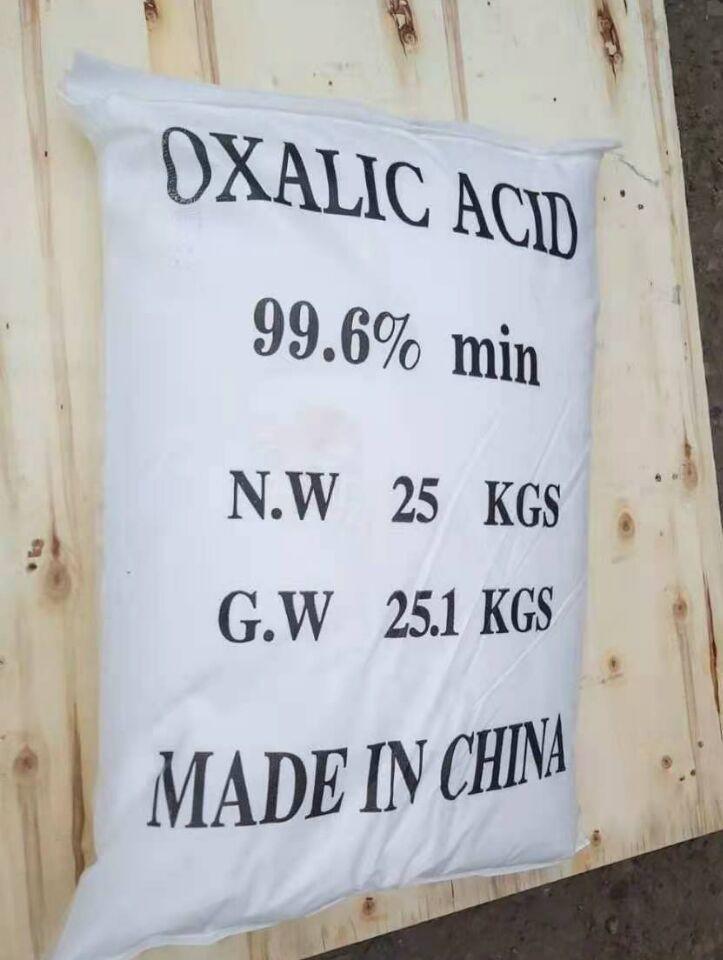 OXALIC ACID
99.6% min
N.W 25 KGS
G.W 25.1 KGS
MADE IN CHINA